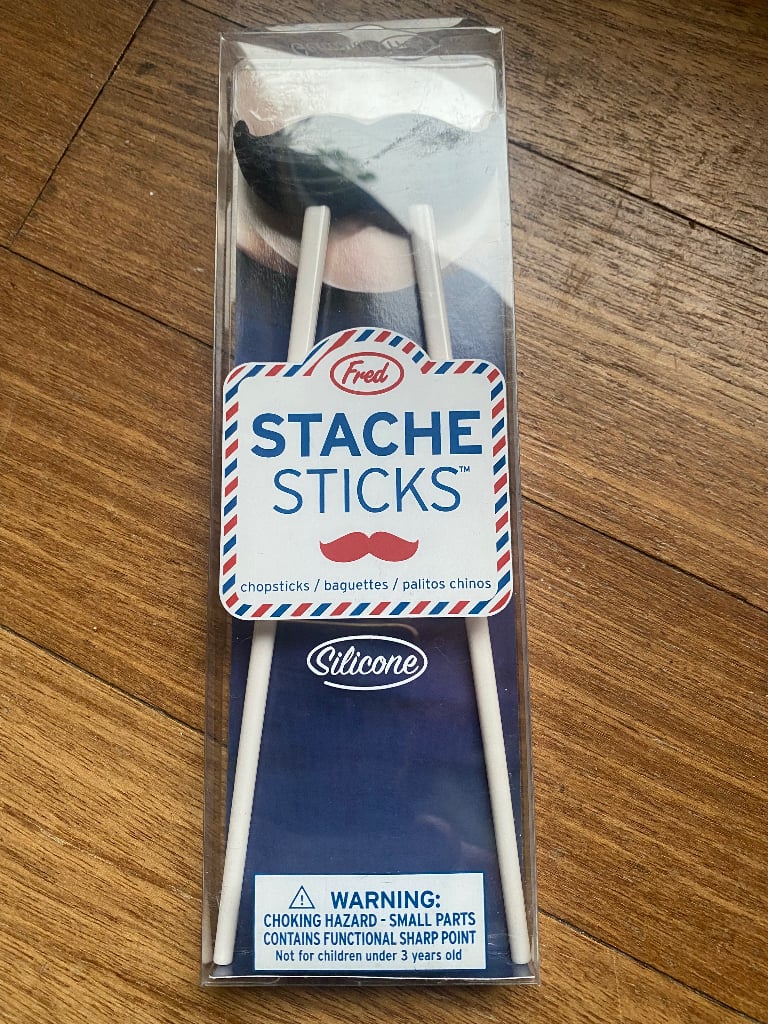 Fred
STACHE
STICKS™
chopsticks / baguettes / palitos chinos
Silicone
⚠ WARNING:
CHOKING HAZARD - SMALL PARTS
CONTAINS FUNCTIONAL SHARP POINT
Not for children under 3 years old